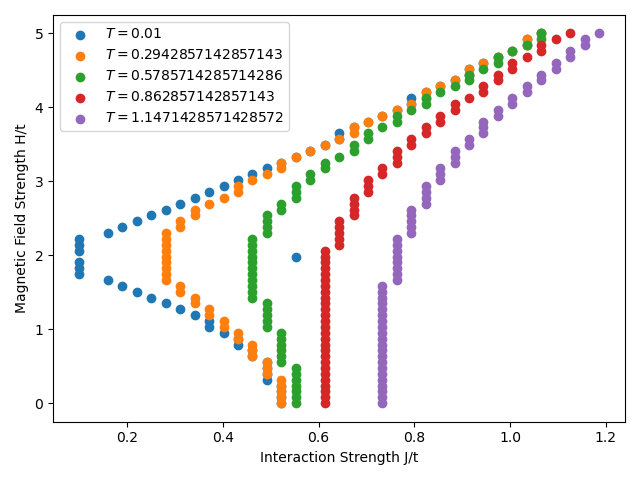 T = 0.01
T = 0.2942857142857143
T = 0.5785714285714286
T = 0.862857142857143
T = 1.1471428571428572
Magnetic Field Strength H/t
5
4
3
2
1
0
0.2
0.4
0.6
0.8
1.0
1.2
Interaction Strength J/t